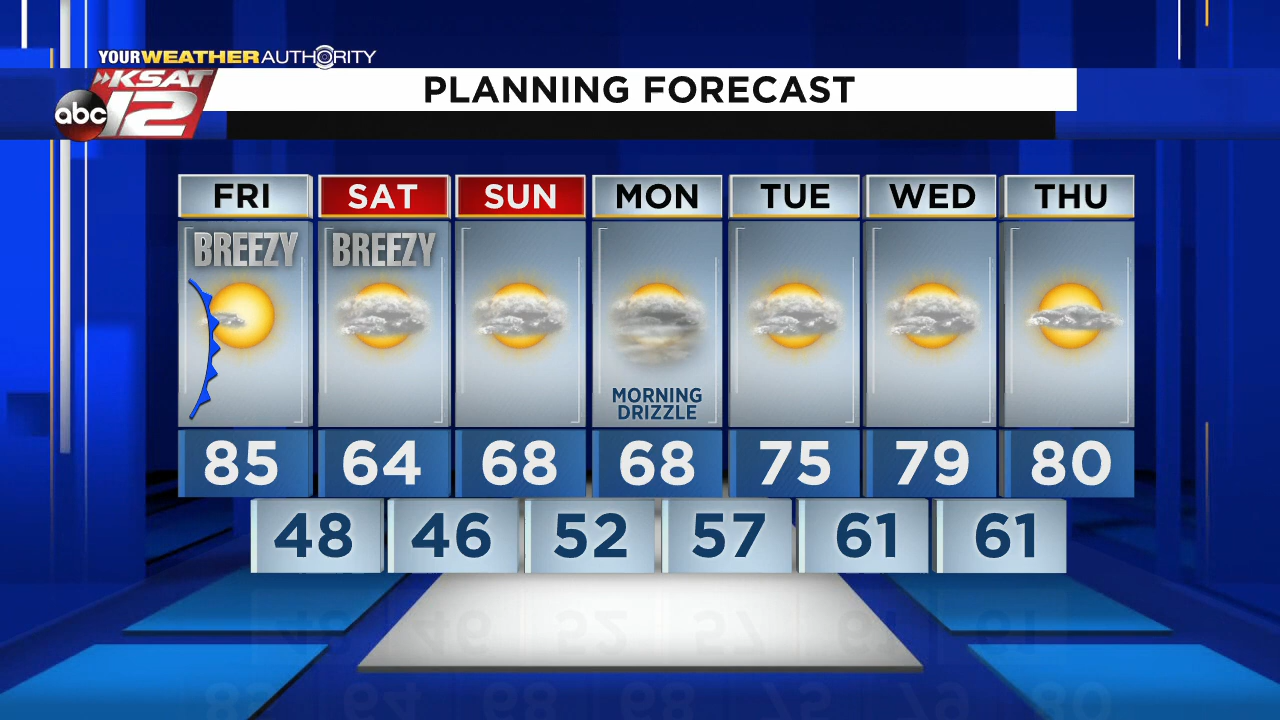 YOURWEATHERAUTHORITY
KSAT
abc 12
PLANNING FORECAST
FRI SAT SUN MON TUE WED THU
BREEZY BREEZY
MORNING
DRIZZLE
85 64 68 68 75 79 80
48 46 52 57 61 61